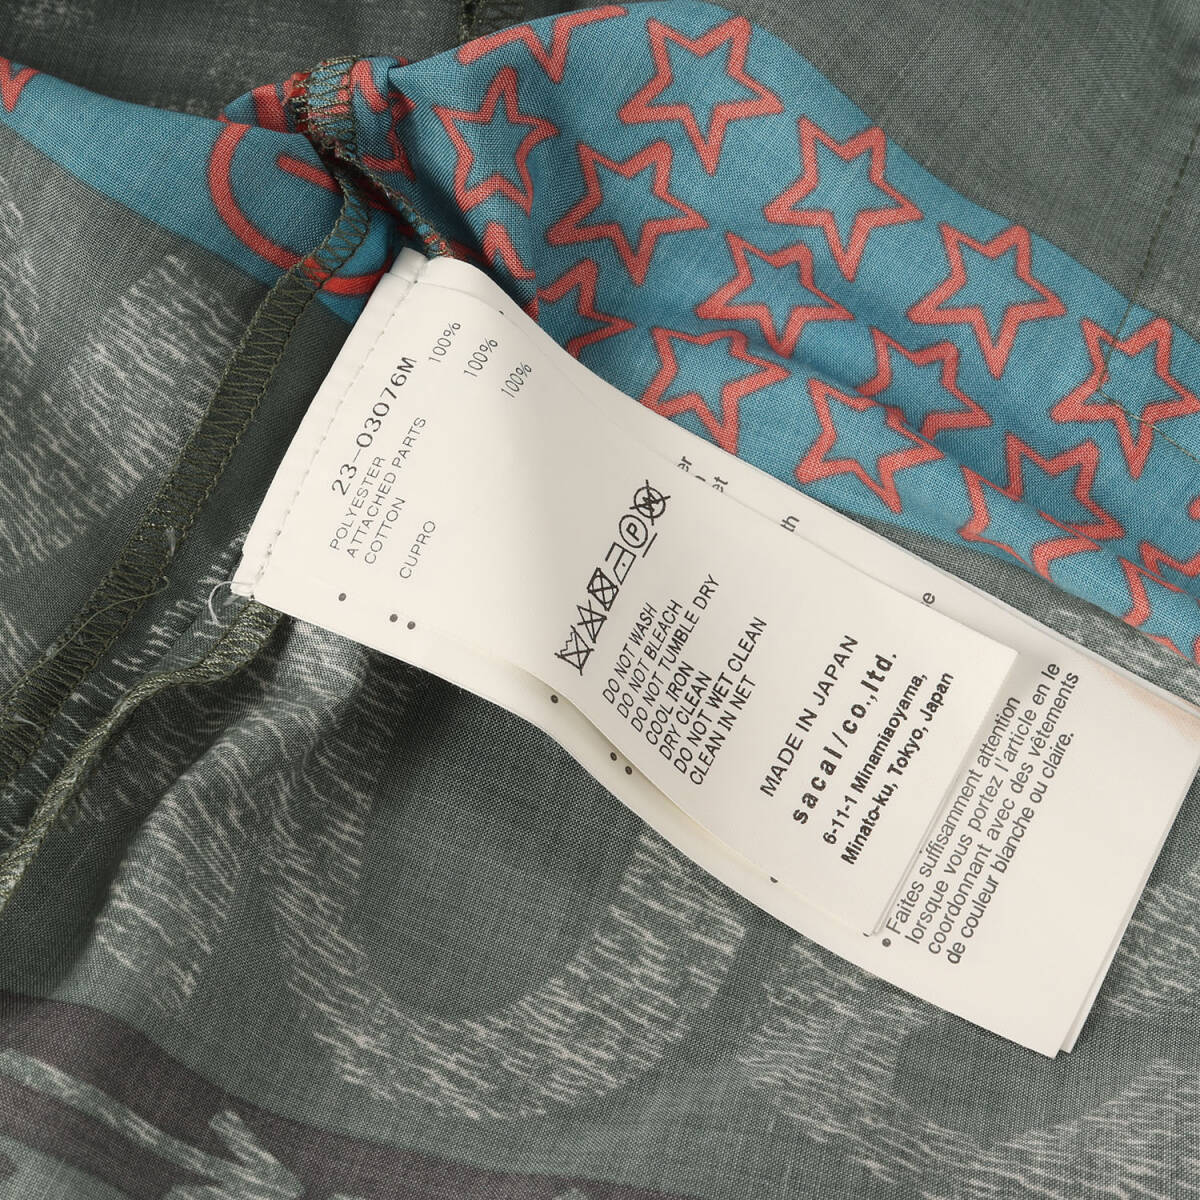 23-03076M
POLYESTER 100%
ATTACHED PARTS
COTTON 100%
CUPRO 100%
P
DO NOT WASH
DO NOT BLEACH
DO NOT TUMBLE DRY
COOL IRON
DRY CLEAN
DO NOT WET CLEAN
CLEAN IN NET
MADE IN JAPAN
sacai/co.,ltd.
6-11-1 Minamiaoyama,
Minato-ku, Tokyo, Japan
• Faites suffisamment attention
lorsque vous portez l'article en le
coordonnant avec des vêtements
de couleur blanche ou claire.